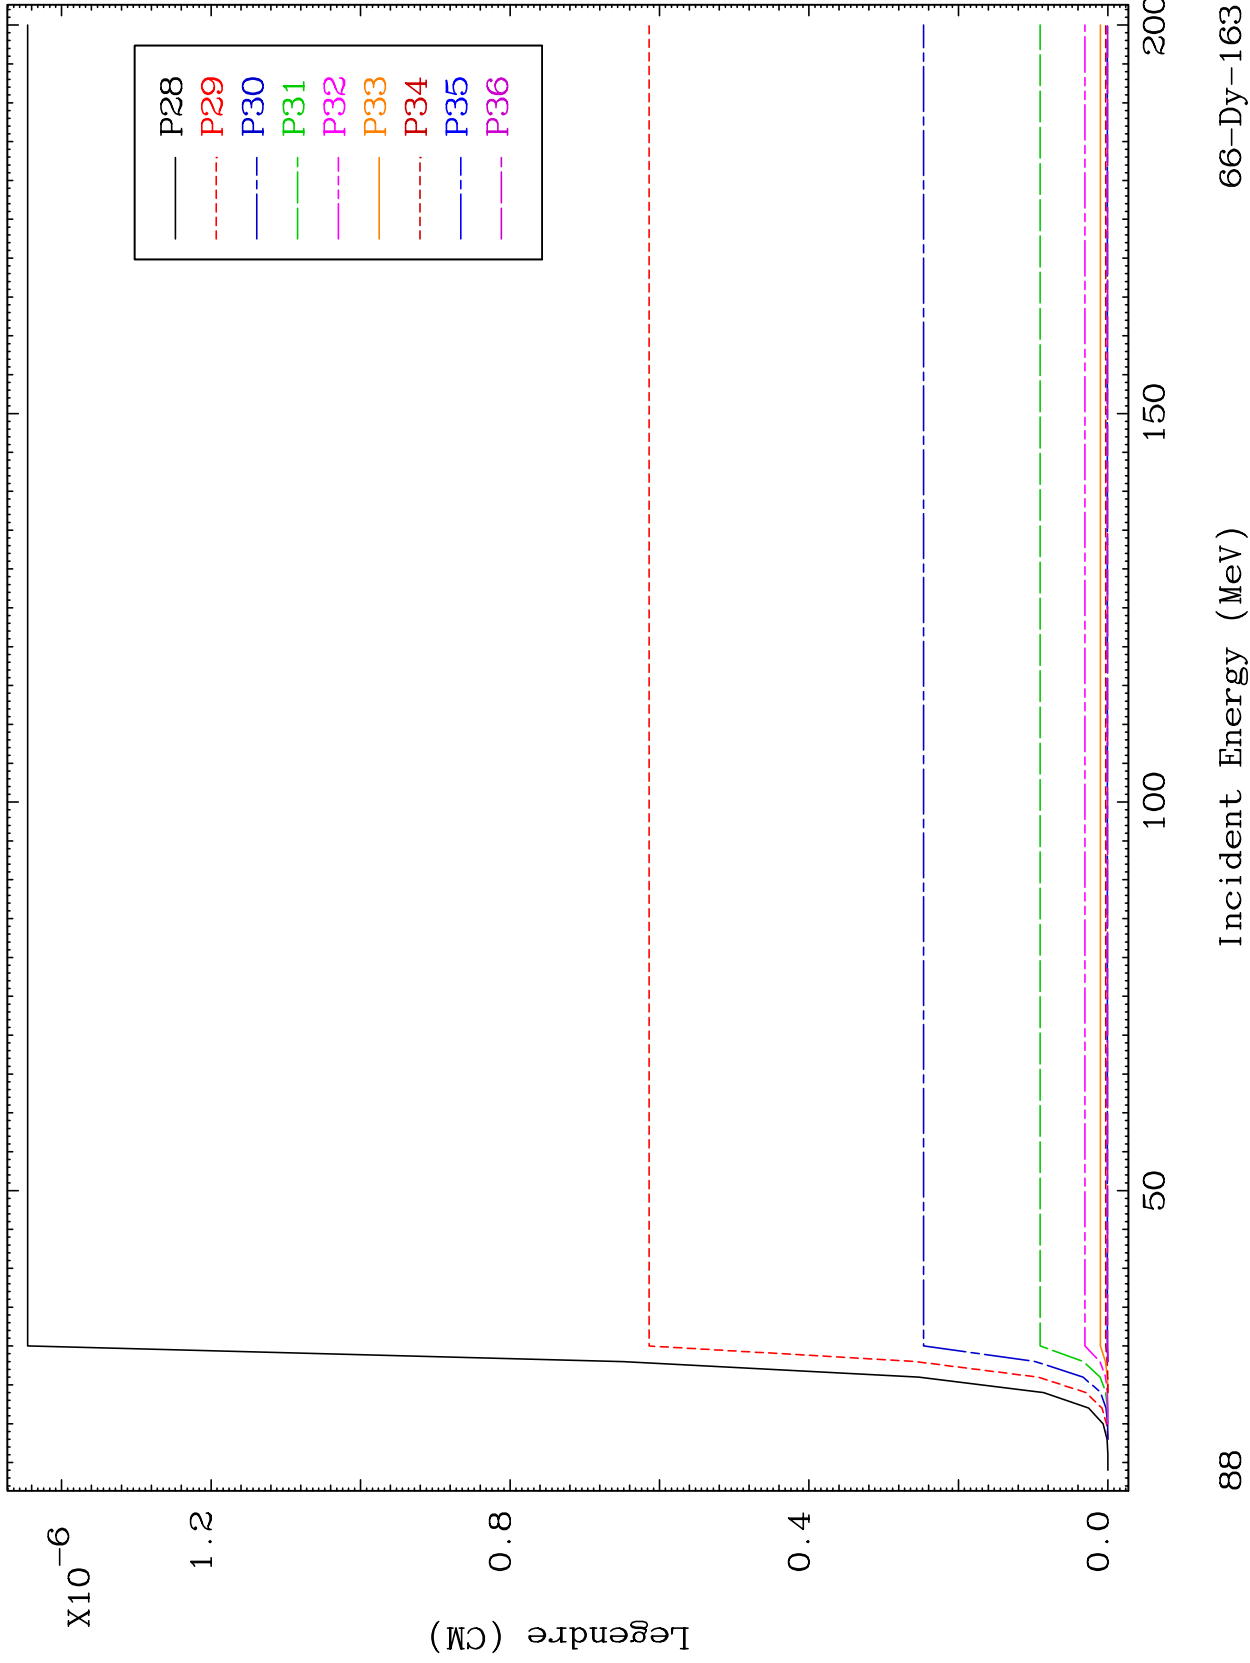 X10
-6
1.2
0.8
0.4
0.0
Legendre (CM)
P28
P29
P30
P31
P32
P33
P34
P35
P36
50
100
150
200
88
Incident Energy (MeV)
66-Dy-163